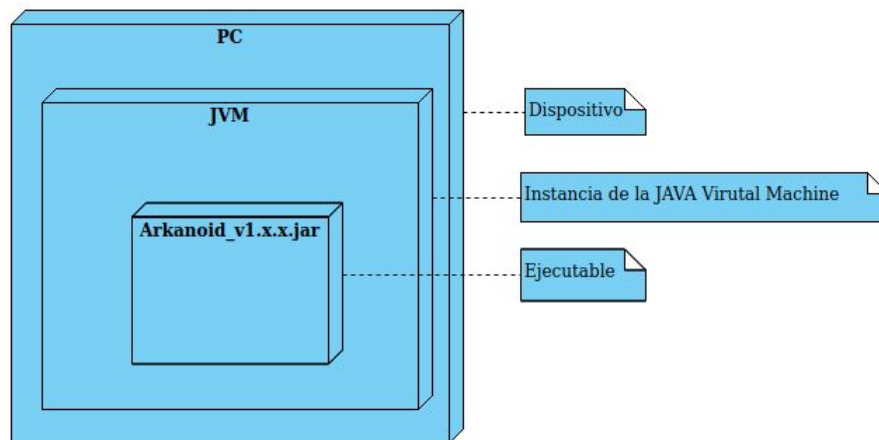 PC
JVM
Dispositivo
Instancia de la JAVA Virutal Machine
Arkanoid_v1.x.x.jar
Ejecutable